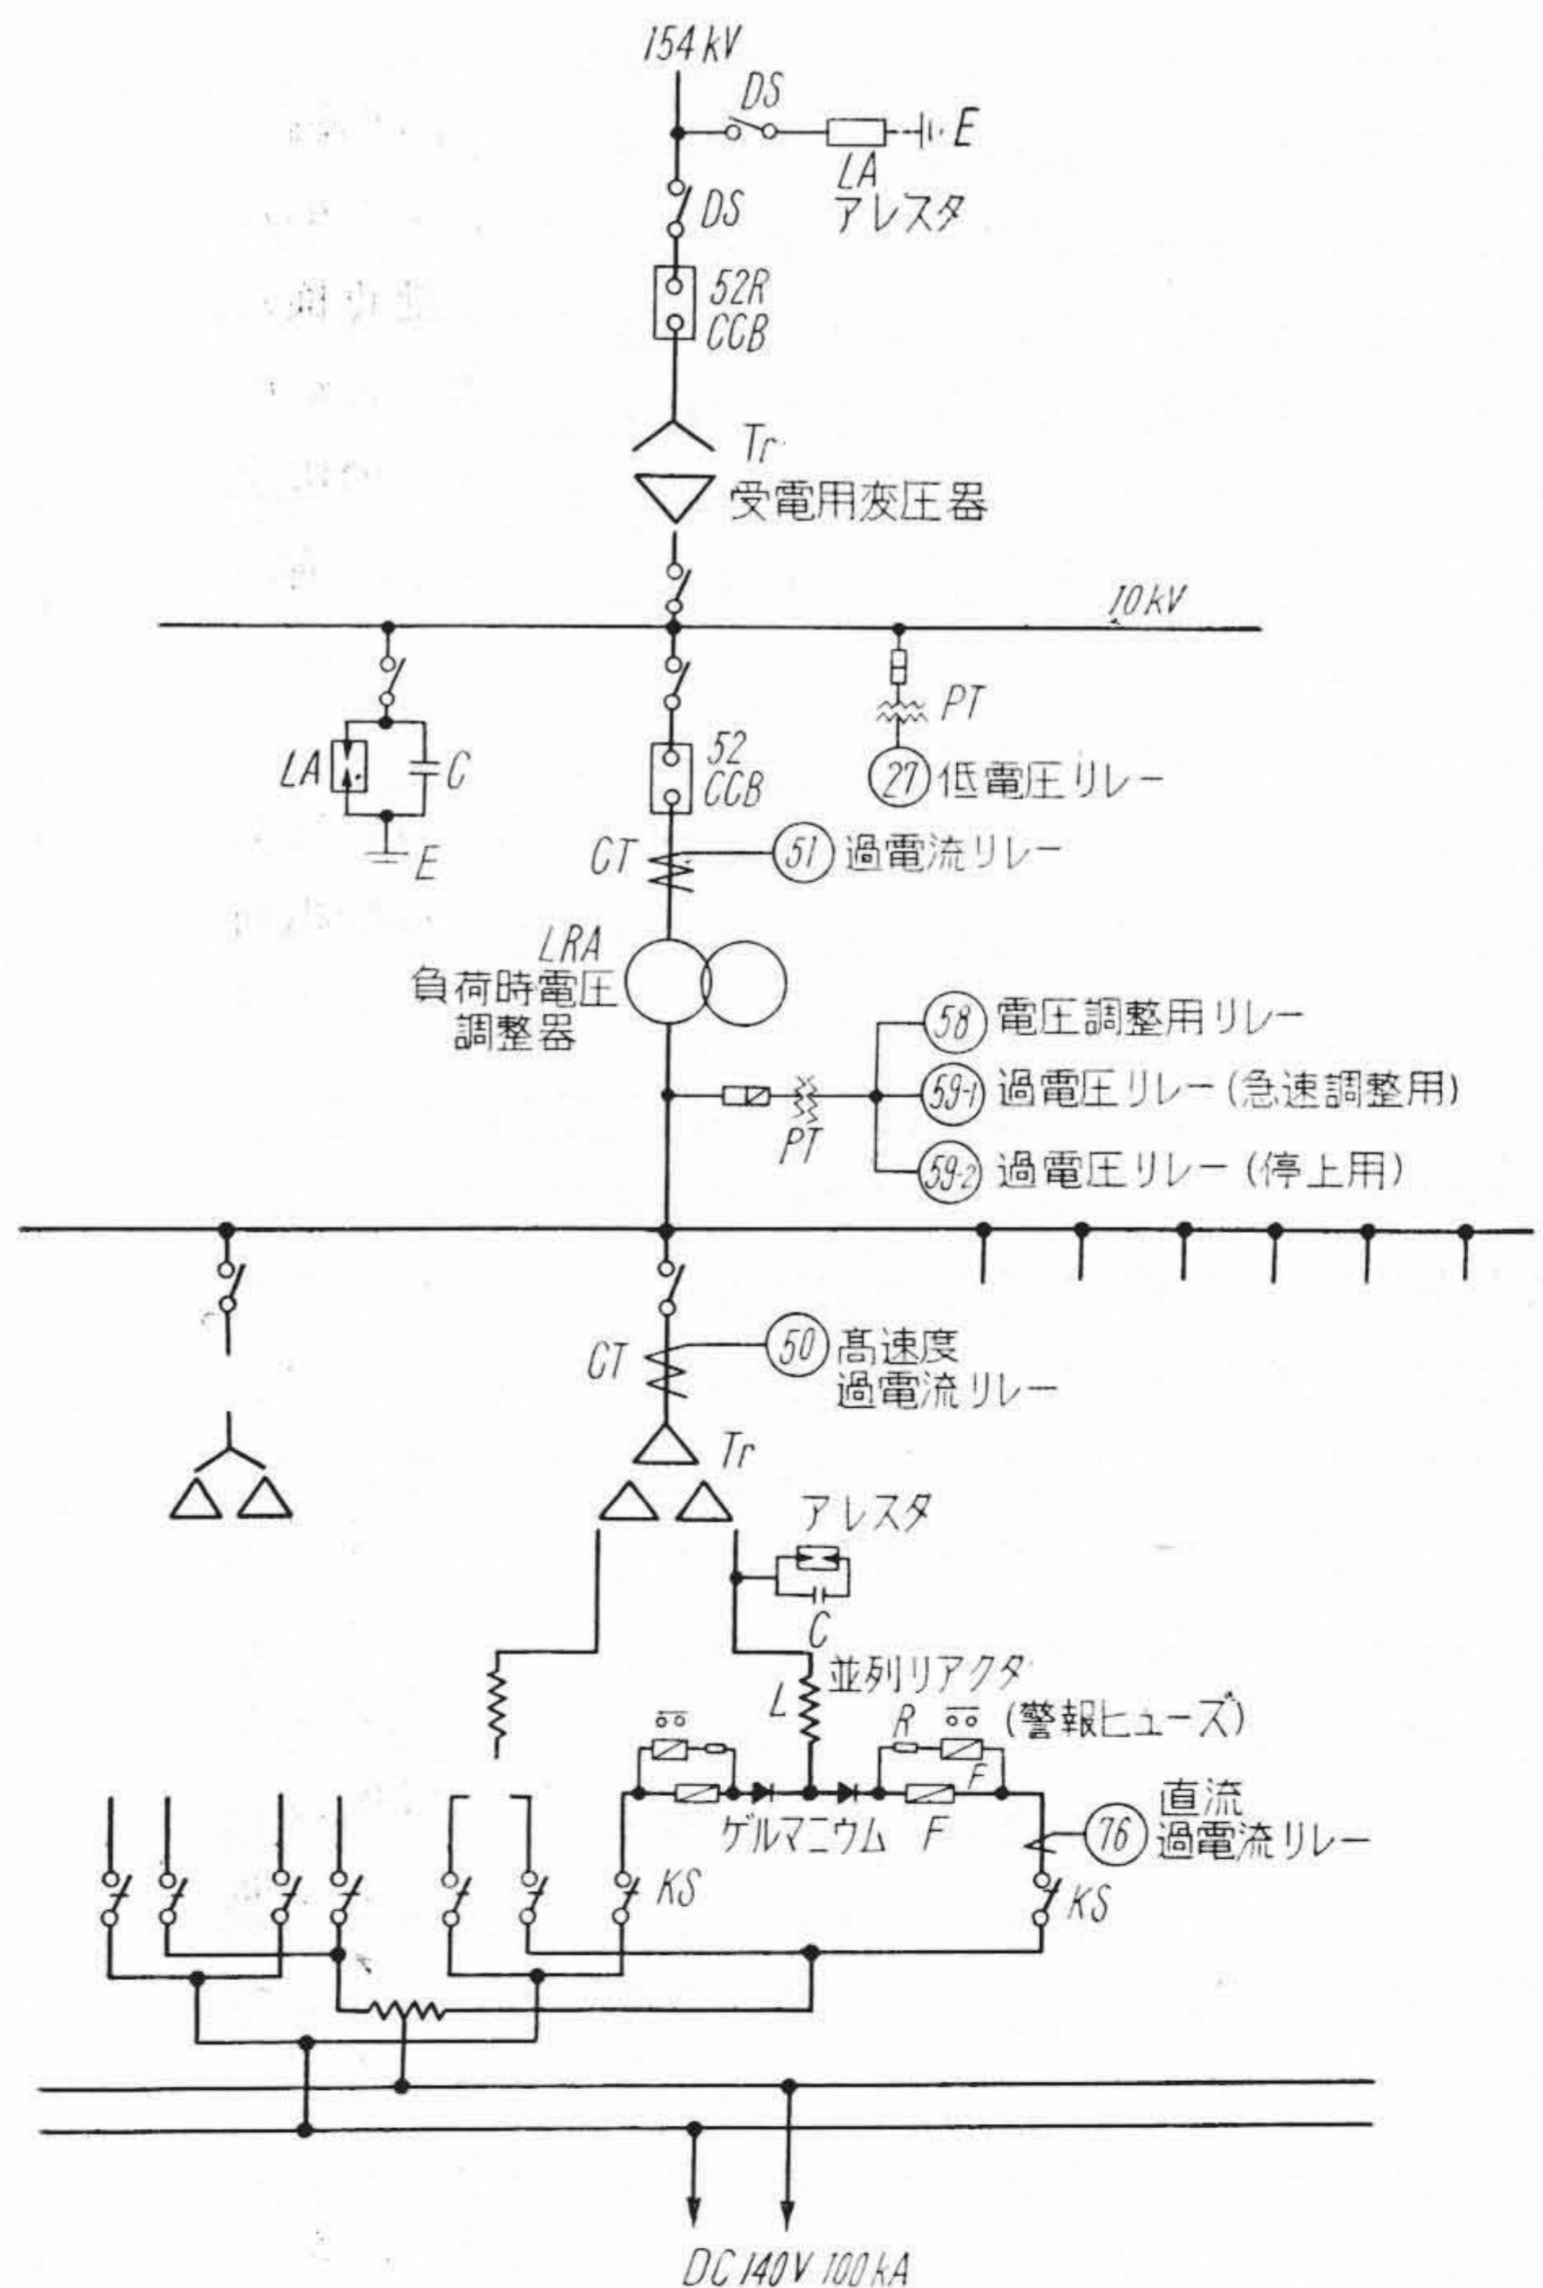 154 kV
DS
E
LA
アレスタ
DS
52R
CCB
Tr
受電用変圧器
10 kV
PT
27 低電圧リレー
LA
C
E
52
CCB
CT
51 過電流リレー
LRA
負荷時電圧
調整器
58 電圧調整用リレー
59-1 過電圧リレー(急速調整用)
PT
59-2 過電圧リレー(停止用)
CT
50 高速度
過電流リレー
Tr
アレスタ
C
並列リアクタ
L
R
(警報ヒューズ)
F
ゲルマニウム
F
76 直流
過電流リレー
KS
KS
DC 140V 100kA